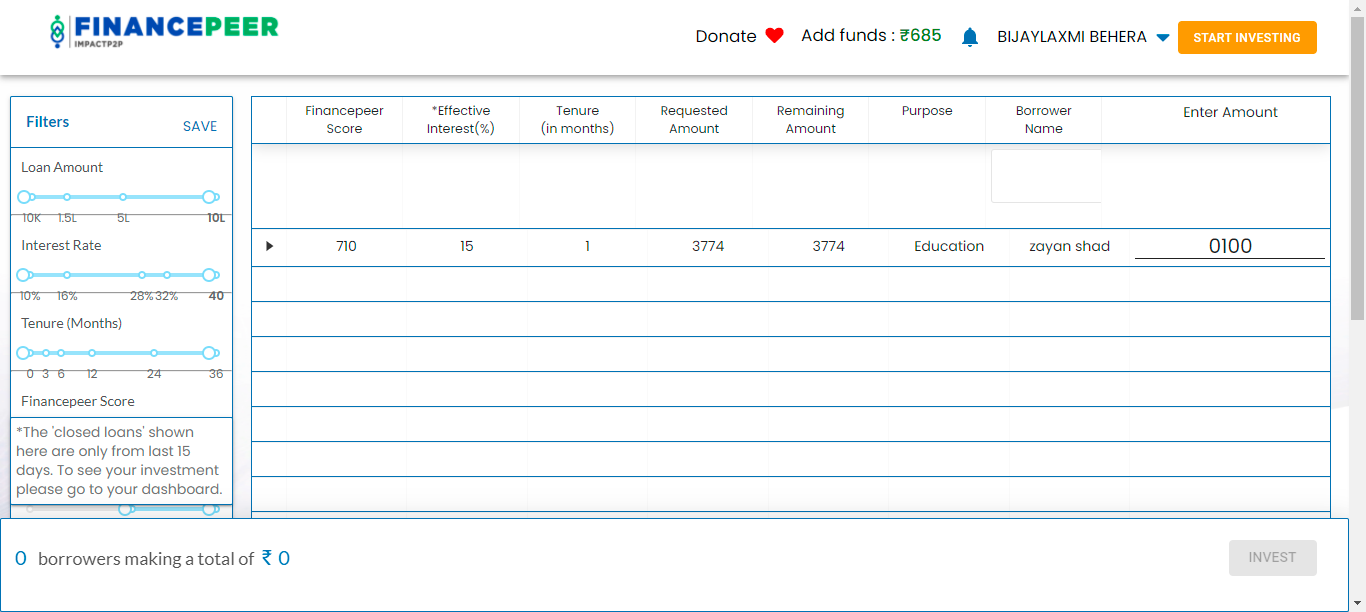 FINANCEPEER
IMPACTP2P
Donate Add funds : ₹685 BIJAYLAXMI BEHERA START INVESTING
Filters SAVE
Loan Amount
10K 1.5L 5L 10L
Interest Rate
10% 16% 28% 32% 40
Tenure (Months)
0 3 6 12 24 36
Financepeer Score
*The 'closed loans' shown
here are only from last 15
days. To see your investment
please go to your dashboard.
Financepeer *Effective Tenure Requested Remaining Purpose Borrower Enter Amount
Score Interest(%) (in months) Amount Amount Name
710 15 1 3774 3774 Education zayan shad 0100
0 borrowers making a total of ₹ 0 INVEST